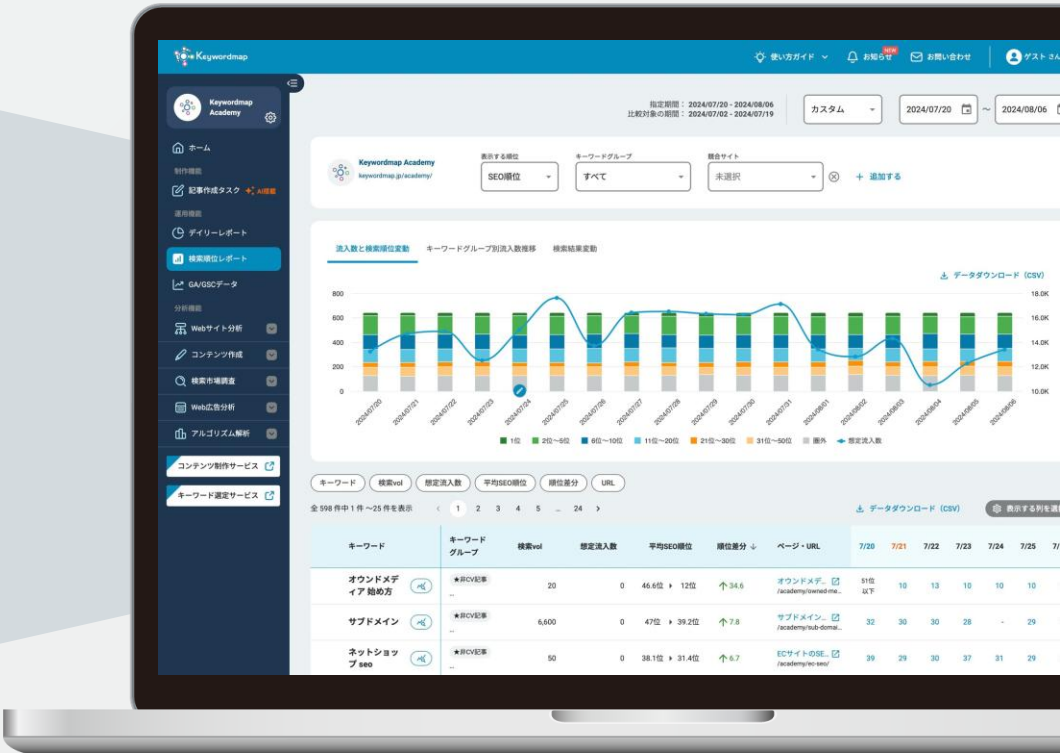 Keywordmap
使い方ガイド
お知らせ
NEW
お問い合わせ
ゲスト さん
Keywordmap Academy
ホーム
制作機能
記事作成タスク AI搭載
運用機能
デイリーレポート
検索順位レポート
GA/GSCデータ
分析機能
Webサイト分析
コンテンツ作成
検索市場調査
Web広告分析
アルゴリズム解析
コンテンツ制作サービス
キーワード選定サービス
指定期間： 2024/07/20 - 2024/08/06
比較対象の期間： 2024/07/02 - 2024/07/19
カスタム
2024/07/20 ～ 2024/08/06
Keywordmap Academy
keywordmap.jp/academy/
表示する順位
SEO順位
キーワードグループ
すべて
競合サイト
未選択
+ 追加する
流入数と検索順位変動 キーワードグループ別流入数推移 検索結果変動
データダウンロード (CSV)
800 18.0K
600 16.0K
400 14.0K
200 12.0K
0 10.0K
2024/07/20 2024/07/21 2024/07/22 2024/07/23 2024/07/24 2024/07/25 2024/07/26 2024/07/27 2024/07/28 2024/07/29 2024/07/30 2024/07/31 2024/08/01 2024/08/02 2024/08/03 2024/08/04 2024/08/05 2024/08/06
1位 2位～5位 6位～10位 11位～20位 21位～30位 31位～50位 圏外 想定流入数
キーワード 検索vol 想定流入数 平均SEO順位 順位差分 URL
全 598 件中 1 件 ～25 件を表示 < 1 2 3 4 5 … 24 >
データダウンロード (CSV)
表示する列を選
キーワード キーワードグループ 検索vol 想定流入数 平均SEO順位 順位差分 ↓ ページ・URL 7/20 7/21 7/22 7/23 7/24 7/25 7/
オウンドメディア 始め方 ★非CV記事 .. 20 0 46.6位 ▸ 12位 ↑ 34.6 オウンドメデ... /academy/owned-me... 51位以下 10 13 10 10 10
サブドメイン ★非CV記事 .. 6,600 0 47位 ▸ 39.2位 ↑ 7.8 サブドメイン... /academy/sub-domai... 32 30 30 28 - 29
ネットショップ seo ★非CV記事 .. 50 0 38.1位 ▸ 31.4位 ↑ 6.7 ECサイトのSE... /academy/ec-seo/ 39 29 30 37 31 29